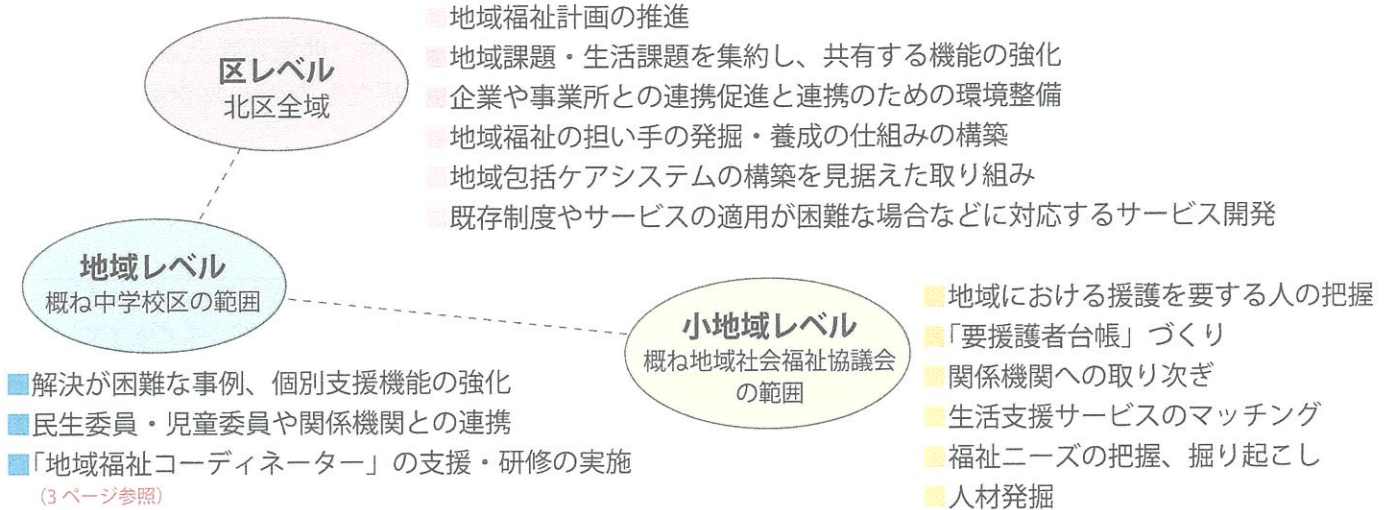 区レベル
北区全域
地域福祉計画の推進
地域課題・生活課題を集約し、共有する機能の強化
企業や事業所との連携促進と連携のための環境整備
地域福祉の担い手の発掘・養成の仕組みの構築
地域包括ケアシステムの構築を見据えた取り組み
既存制度やサービスの適用が困難な場合などに対応するサービス開発
地域レベル
概ね中学校区の範囲
解決が困難な事例、個別支援機能の強化
民生委員・児童委員や関係機関との連携
「地域福祉コーディネーター」の支援・研修の実施
(3 ページ参照)
小地域レベル
概ね地域社会福祉協議会
の範囲
地域における援護を要する人の把握
「要援護者台帳」づくり
関係機関への取り次ぎ
生活支援サービスのマッチング
福祉ニーズの把握、掘り起こし
人材発掘